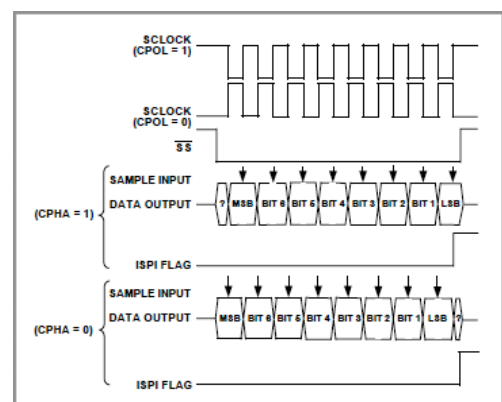 SCLOCK
(CPOL = 1)
SCLOCK
(CPOL = 0)
SS
SAMPLE INPUT
(CPHA = 1)
DATA OUTPUT
? MSB BIT 6 BIT 5 BIT 4 BIT 3 BIT 2 BIT 1 LSB
ISPI FLAG
SAMPLE INPUT
(CPHA = 0)
DATA OUTPUT
MSB BIT 6 BIT 5 BIT 4 BIT 3 BIT 2 BIT 1 LSB ?
ISPI FLAG